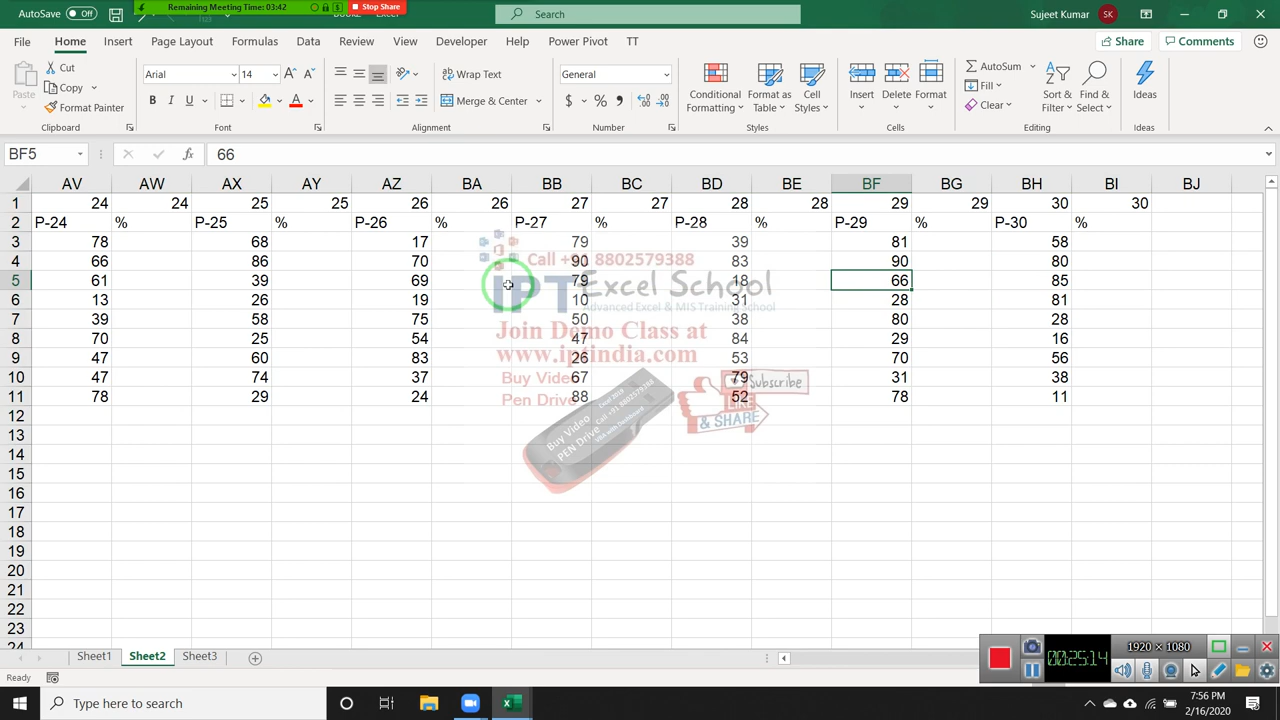 AutoSave Off
Remaining Meeting Time: 03:42
Stop Share
Search
Sujeet Kumar SK
File Home Insert Page Layout Formulas Data Review View Developer Help Power Pivot TT Share Comments
Paste Cut Copy Format Painter
Arial 14
Wrap Text
Merge & Center
General
Conditional Formatting
Format as Table
Cell Styles
Insert Delete Format
AutoSum Fill Clear
Sort & Filter
Find & Select
Ideas
Clipboard Font Alignment Number Styles Cells Editing Ideas
BF5 fx 66
AV AW AX AY AZ BA BB BC BD BE BF BG BH BI BJ
1 24 24 25 25 26 26 27 27 28 28 29 29 30 30
2 P-24 % P-25 % P-26 % P-27 % P-28 % P-29 % P-30 %
3 78 68 17 79 39 81 58
4 66 86 70 90 83 90 80
5 61 39 69 79 18 66 85
6 13 26 19 10 31 28 81
7 39 58 75 50 38 80 28
8 70 25 54 47 84 29 16
9 47 60 83 26 53 70 56
10 47 74 37 67 79 31 38
11 78 29 24 88 52 78 11
12
13
14
15
16
17
18
19
20
21
22
23
24
Call +91 8802579388
IPT Excel School
Advanced Excel & MIS Training School
Join Demo Class at
www.iptindia.com
Buy Video
Pen Drive
Subscribe
LIKE
& SHARE
Buy Video
PEN Drive
Sheet1 Sheet2 Sheet3
Ready
00:25:14
1920 × 1080
Type here to search
7:56 PM
2/16/2020